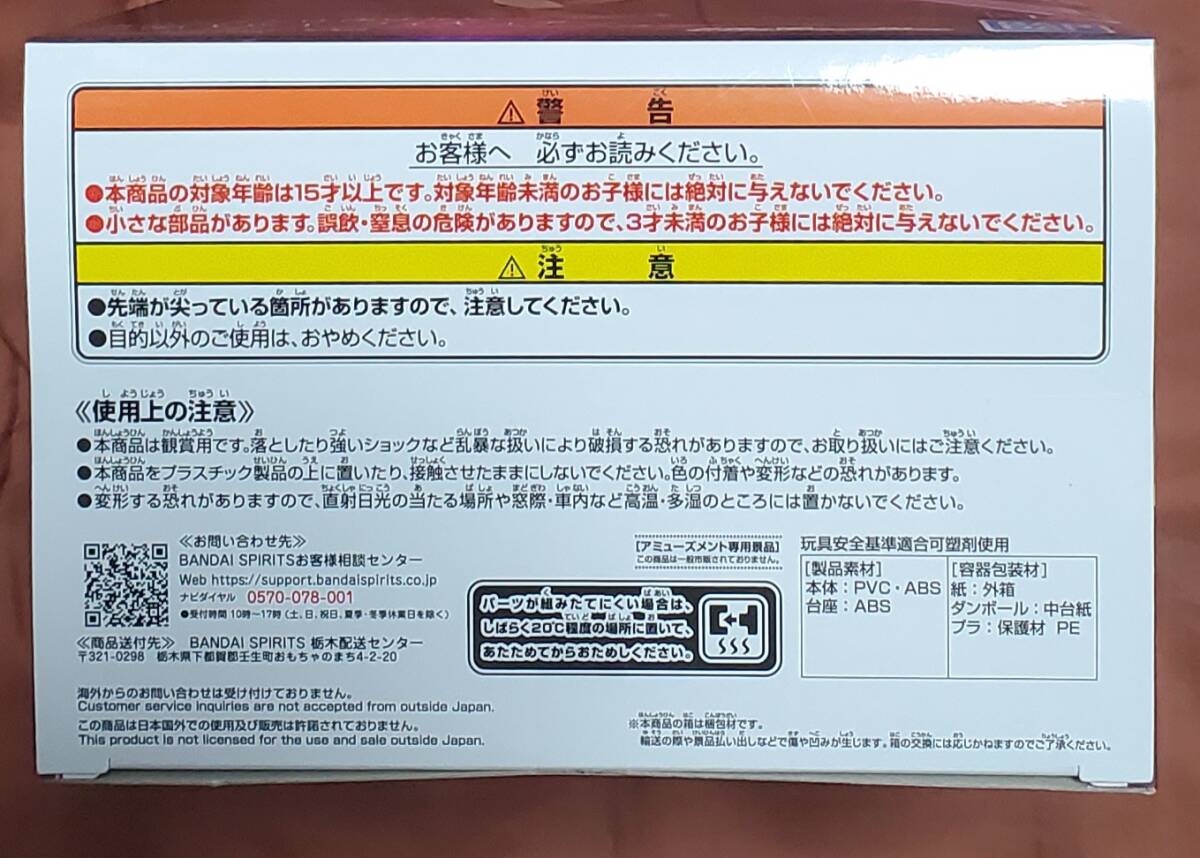 ⚠警告
お客様へ 必ずお読みください。
●本商品の対象年齢は15才以上です。対象年齢未満のお子様には絶対に与えないでください。
●小さな部品があります。誤飲・窒息の危険がありますので、3才未満のお子様には絶対に与えないでください。
⚠注意
●先端が尖っている箇所がありますので、注意してください。
●目的以外のご使用は、おやめください。
《使用上の注意》
●本商品は観賞用です。落としたり強いショックなど乱暴な扱いにより破損する恐れがありますので、お取り扱いにはご注意ください。
●本商品をプラスチック製品の上に置いたり、接触させたままにしないでください。色の付着や変形などの恐れがあります。
●変形する恐れがありますので、直射日光の当たる場所や窓際・車内など高温・多湿のところには置かないでください。
≪お問い合わせ先≫
BANDAI SPIRITSお客様相談センター
Web https://support.bandaispirits.co.jp
ナビダイヤル 0570-078-001
●受付時間 10時〜17時 (土、日、祝日、夏季・冬季休業日を除く)
≪商品送付先≫ BANDAI SPIRITS 栃木配送センター
〒321-0298 栃木県下都賀郡壬生町おもちゃのまち4-2-20
[アミューズメント専用景品]
この商品は一般市販されておりません。
パーツが組みたてにくい場合は、
しばらく20℃程度の場所に置いて、
あたためてからおためしください。
玩具安全基準適合可塑剤使用
[製品素材]
本体：PVC・ABS
台座：ABS
[容器包装材]
紙：外箱
ダンボール：中台紙
プラ：保護材 PE
海外からのお問い合わせは受け付けておりません。
Customer service inquiries are not accepted from outside Japan.
この商品は日本国外での使用及び販売は許諾されておりません。
This product is not licensed for the use and sale outside Japan.
※本商品の箱は梱包材です。
輸送の際や景品払い出しなどで傷や凹みが生じます。箱の交換には応じかねますのでご了承ください。